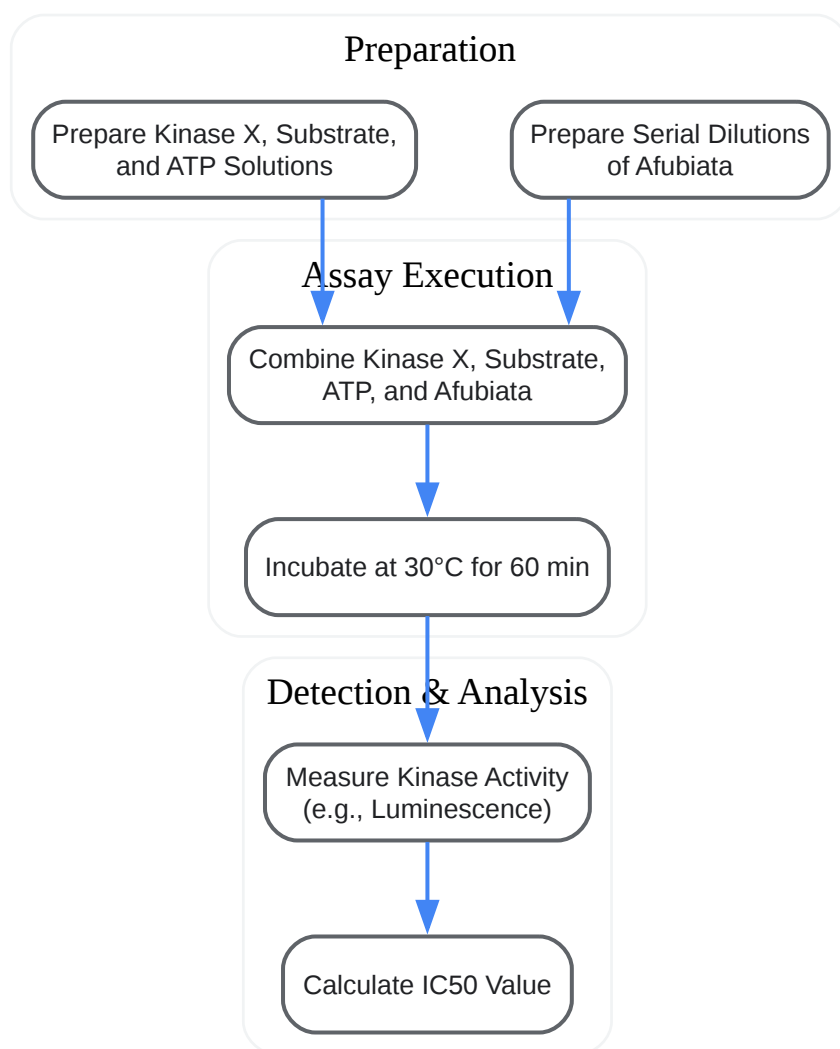 Preparation
Prepare Kinase X, Substrate,
and ATP Solutions
Prepare Serial Dilutions
of Afubiata
Assay Execution
Combine Kinase X, Substrate,
ATP, and Afubiata
Incubate at 30°C for 60 min
Detection & Analysis
Measure Kinase Activity
(e.g., Luminescence)
Calculate IC50 Value